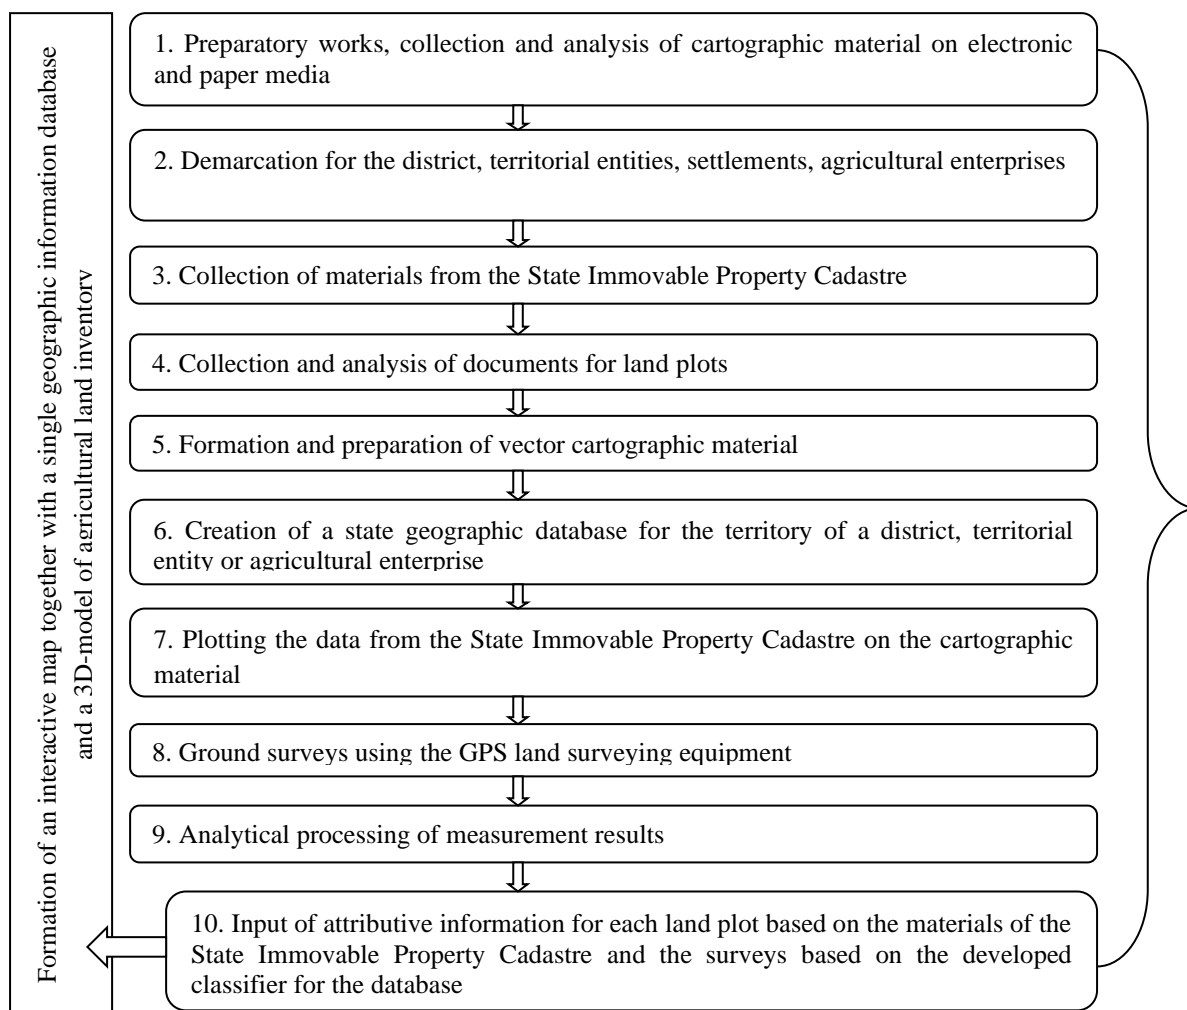 Formation of an interactive map together with a single geographic information database
and a 3D-model of agricultural land inventory
1. Preparatory works, collection and analysis of cartographic material on electronic
and paper media
2. Demarcation for the district, territorial entities, settlements, agricultural enterprises
3. Collection of materials from the State Immovable Property Cadastre
4. Collection and analysis of documents for land plots
5. Formation and preparation of vector cartographic material
6. Creation of a state geographic database for the territory of a district, territorial
entity or agricultural enterprise
7. Plotting the data from the State Immovable Property Cadastre on the cartographic
material
8. Ground surveys using the GPS land surveying equipment
9. Analytical processing of measurement results
10. Input of attributive information for each land plot based on the materials of the
State Immovable Property Cadastre and the surveys based on the developed
classifier for the database